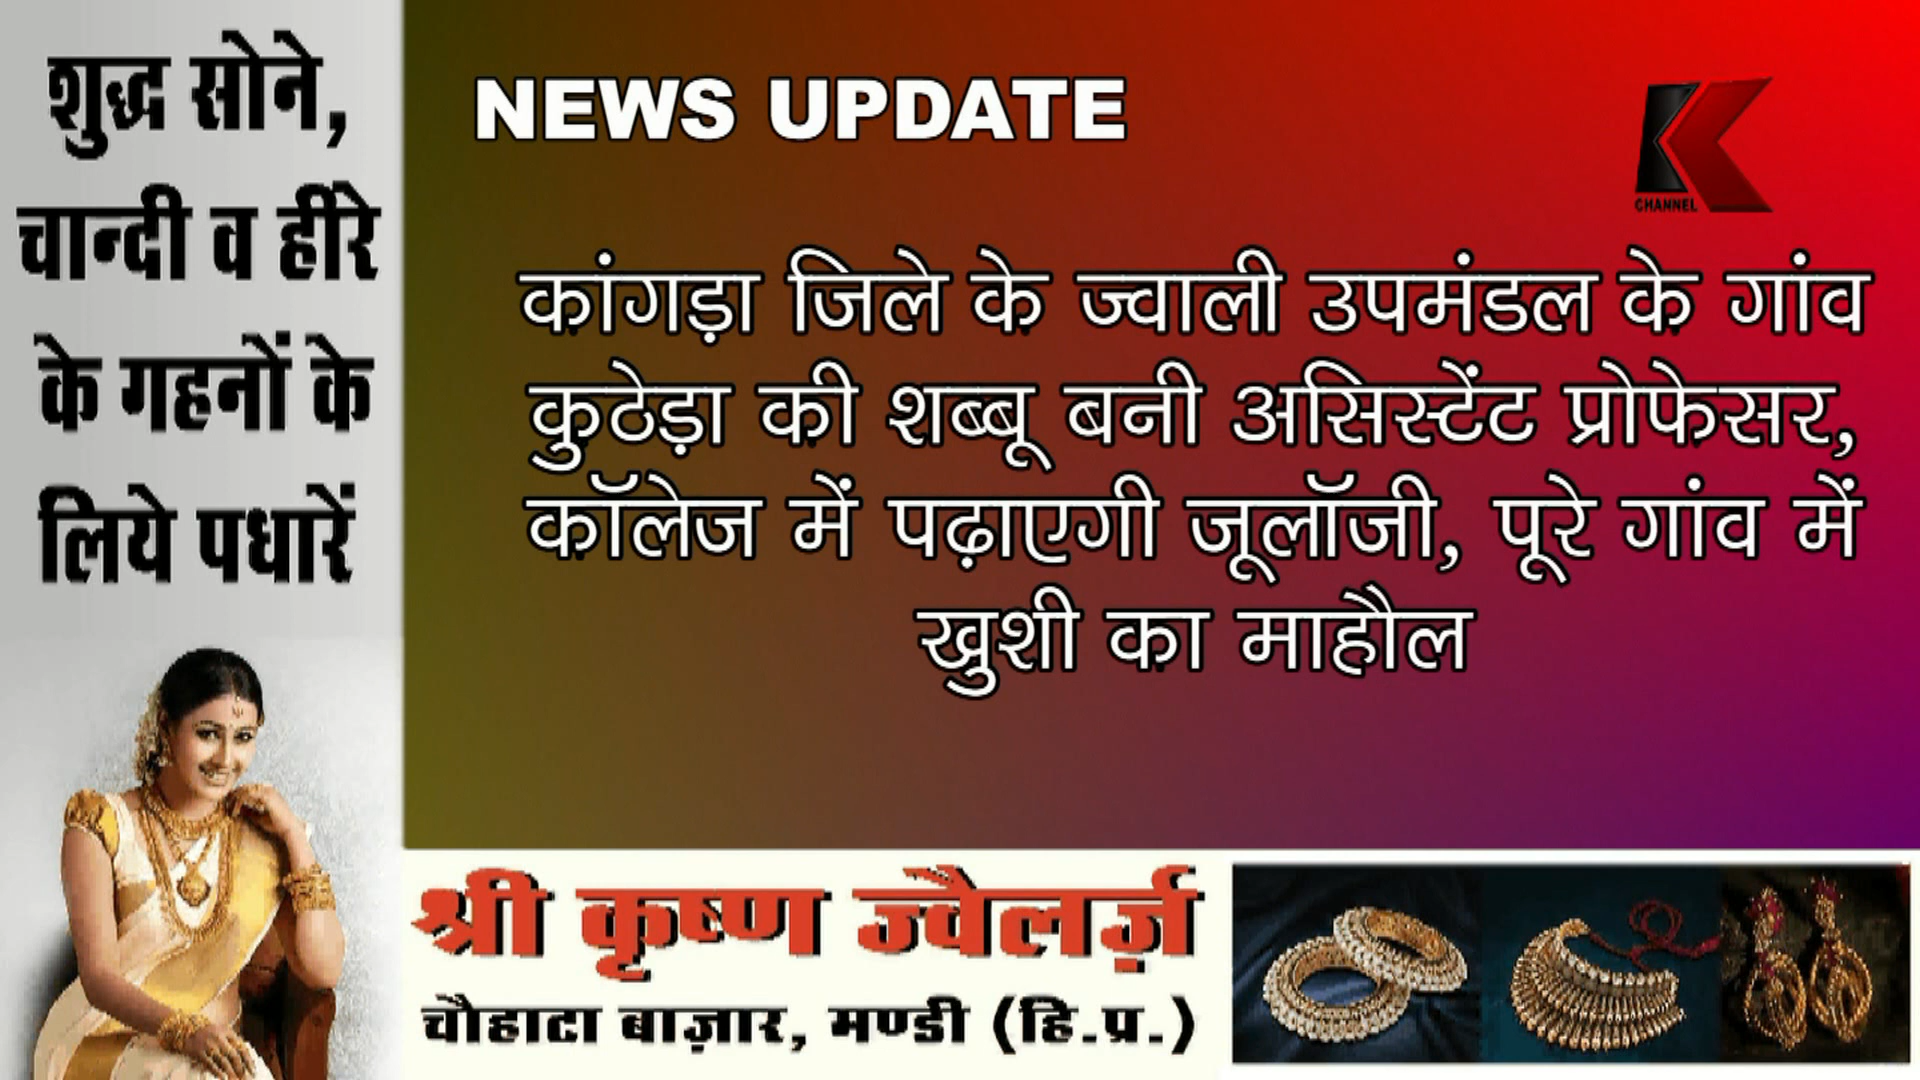 शुद्ध सोने,
चान्दी व हीरे
के गहनों के
लिये पधारें
NEWS UPDATE
CHANNEL
कांगड़ा जिले के ज्वाली उपमंडल के गांव
कुठेड़ा की शब्बू बनी असिस्टेंट प्रोफेसर,
कॉलेज में पढ़ाएगी जूलॉजी, पूरे गांव में
खुशी का माहौल
श्री कृष्ण ज्वैलर्ज़
चौहाटा बाज़ार, मण्डी (हि.प्र.)